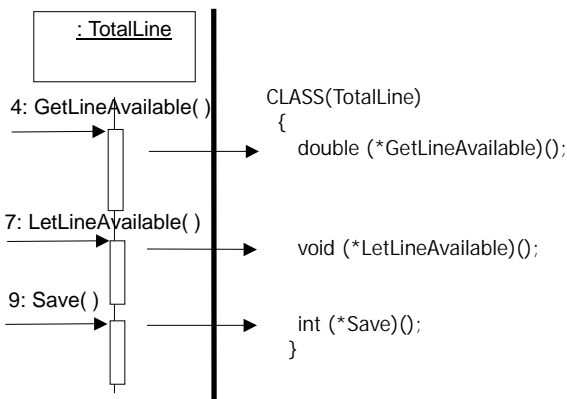 : TotalLine
4: GetLineAvailable( )
7: LetLineAvailable( )
9: Save( )
CLASS(TotalLine)
{
double (*GetLineAvailable)();
void (*LetLineAvailable)();
int (*Save)();
}